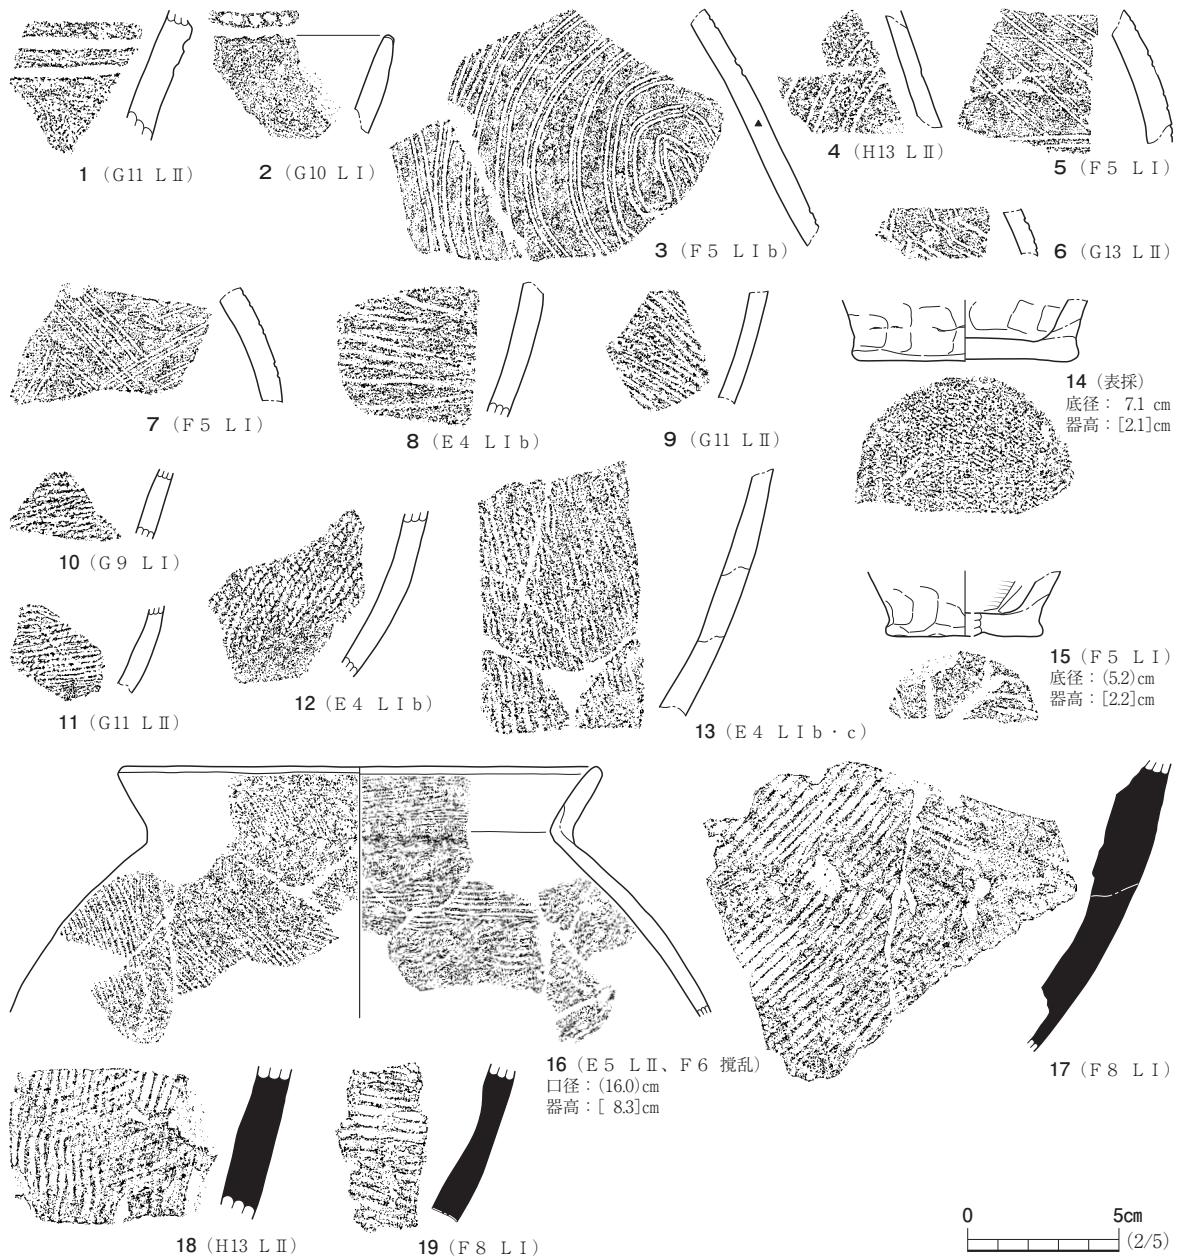 1（G11 LⅡ）
2（G10 LⅠ）
3（F5 LⅠb）
4（H13 LⅡ）
5（F5 LⅠ）
6（G13 LⅡ）
7（F5 LⅠ）
8（E4 LⅠb）
9（G11 LⅡ）
14（表採）
底径：7.1 cm
器高：[2.1]cm
10（G9 LⅠ）
11（G11 LⅡ）
12（E4 LⅠb）
13（E4 LⅠb・c）
15（F5 LⅠ）
底径：(5.2)cm
器高：[2.2]cm
16（E5 LⅡ、F6 撹乱）
口径：(16.0)cm
器高：[ 8.3]cm
17（F8 LⅠ）
18（H13 LⅡ）
19（F8 LⅠ）
0 5cm
(2/5)